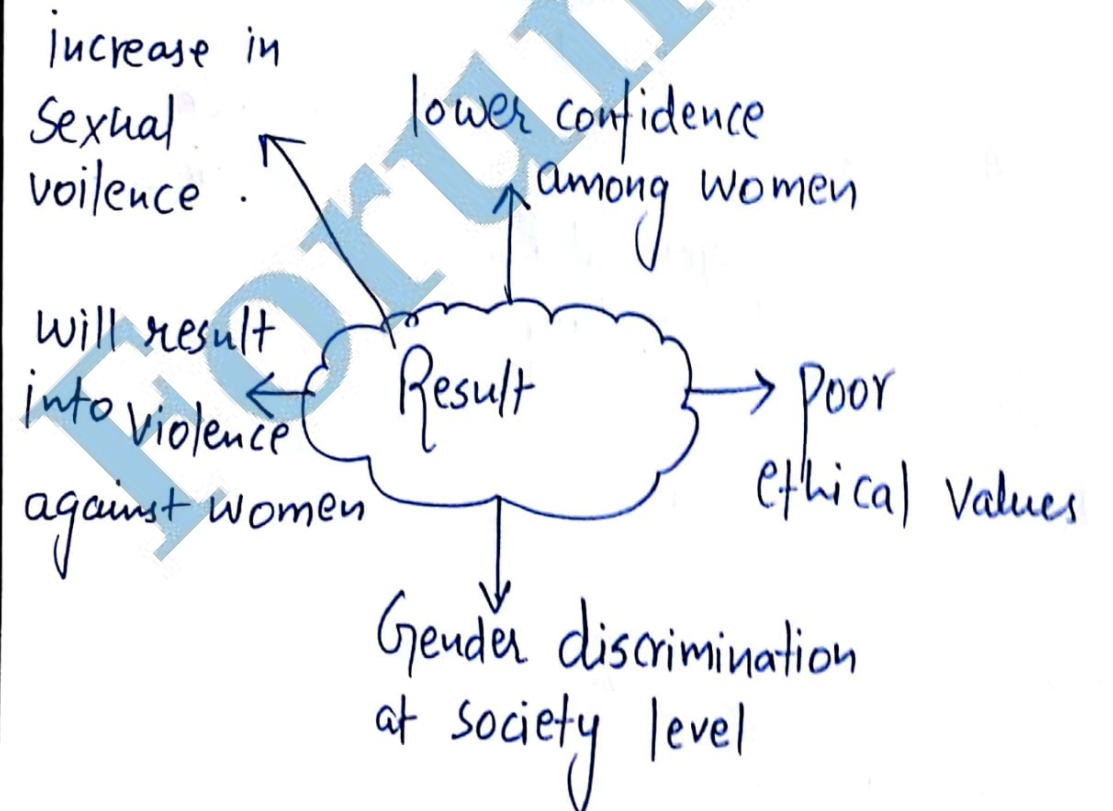 increase in
sexual
voilence .
lower confidence
among women
will result
into violence
against women
Result
Poor
ethical values
Gender discrimination
at society level
Forum